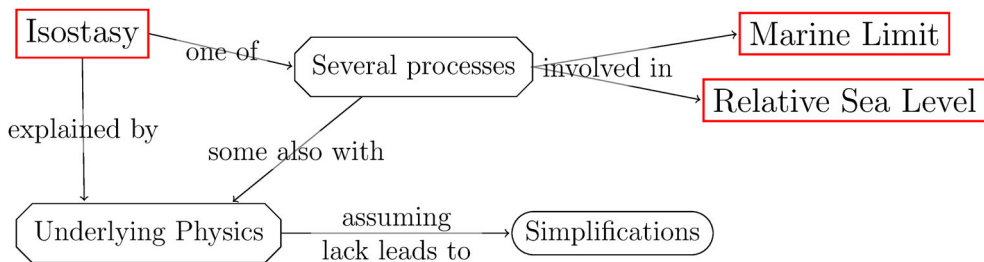 Isostasy
one of
Several processes
involved in
Marine Limit
Relative Sea Level
explained by
some also with
Underlying Physics
assuming
lack leads to
Simplifications